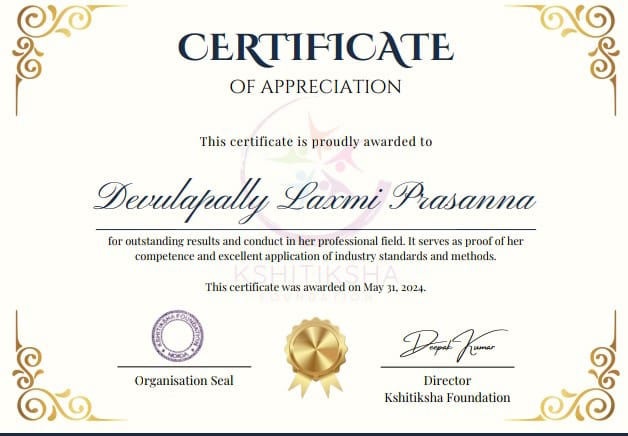 CERTIFICATE
OF APPRECIATION
This certificate is proudly awarded to
Devulapally Laxmi Prasanna
for outstanding results and conduct in her professional field. It serves as proof of her
competence and excellent application of industry standards and methods.
KSHITIKSHA
FOUNDATION
This certificate was awarded on May 31, 2024.
KSHITIKSHA FOUNDATION
NOIDA
Deepak Kumar
Organisation Seal
Director
Kshitiksha Foundation